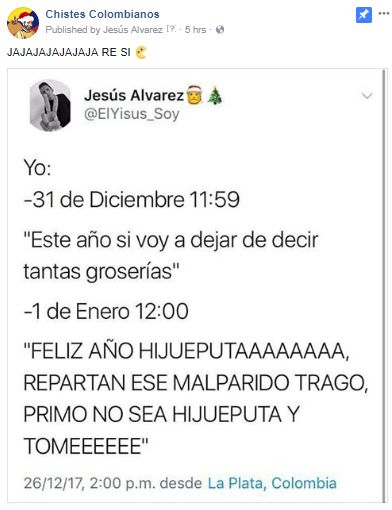 Chistes Colombianos
Published by Jesús Alvarez [?] · 5 hrs ·
JAJAJAJAJAJAJA RE SI
Jesús Alvarez
@ElYisus_Soy
Yo:
-31 de Diciembre 11:59
"Este año si voy a dejar de decir
tantas groserías"
-1 de Enero 12:00
"FELIZ AÑO HIJUEPUTAAAAAAAA,
REPARTAN ESE MALPARIDO TRAGO,
PRIMO NO SEA HIJUEPUTA Y
TOMEEEEEE"
26/12/17, 2:00 p.m. desde La Plata, Colombia